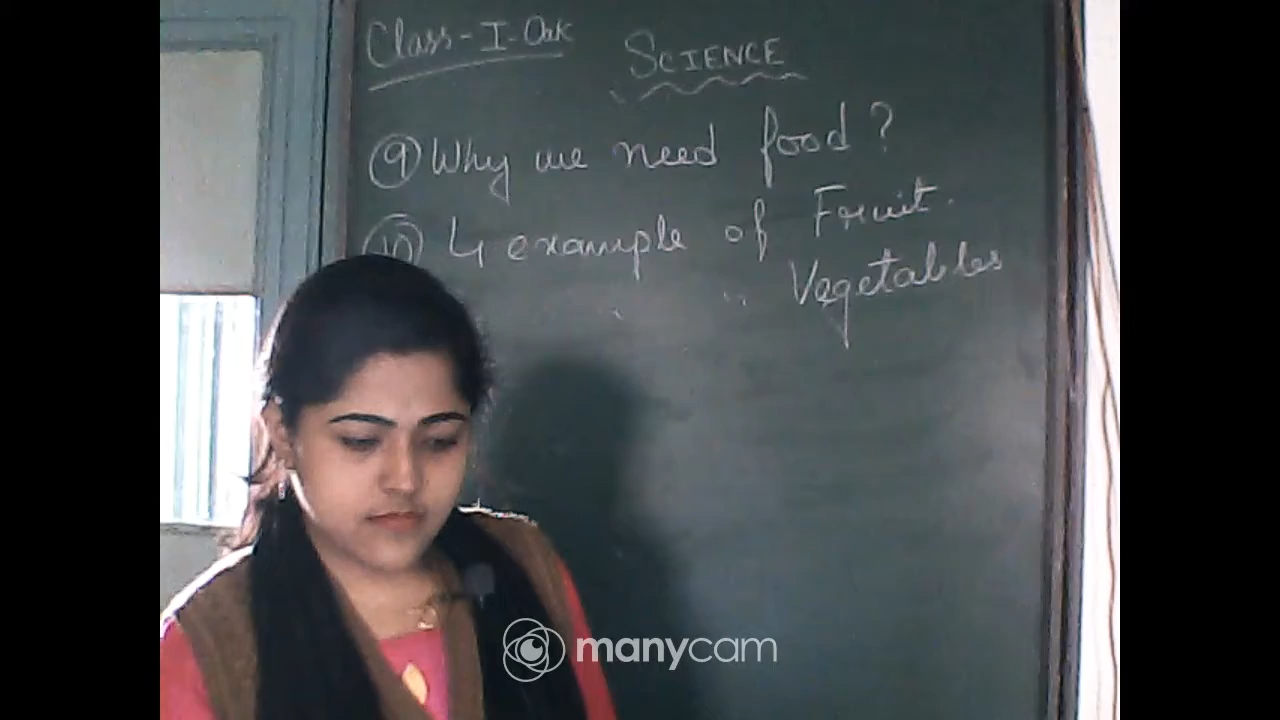 Class-I-Oak
SCIENCE
9 Why we need food?
10 4 example of Fruit.
" Vegetables
manycam